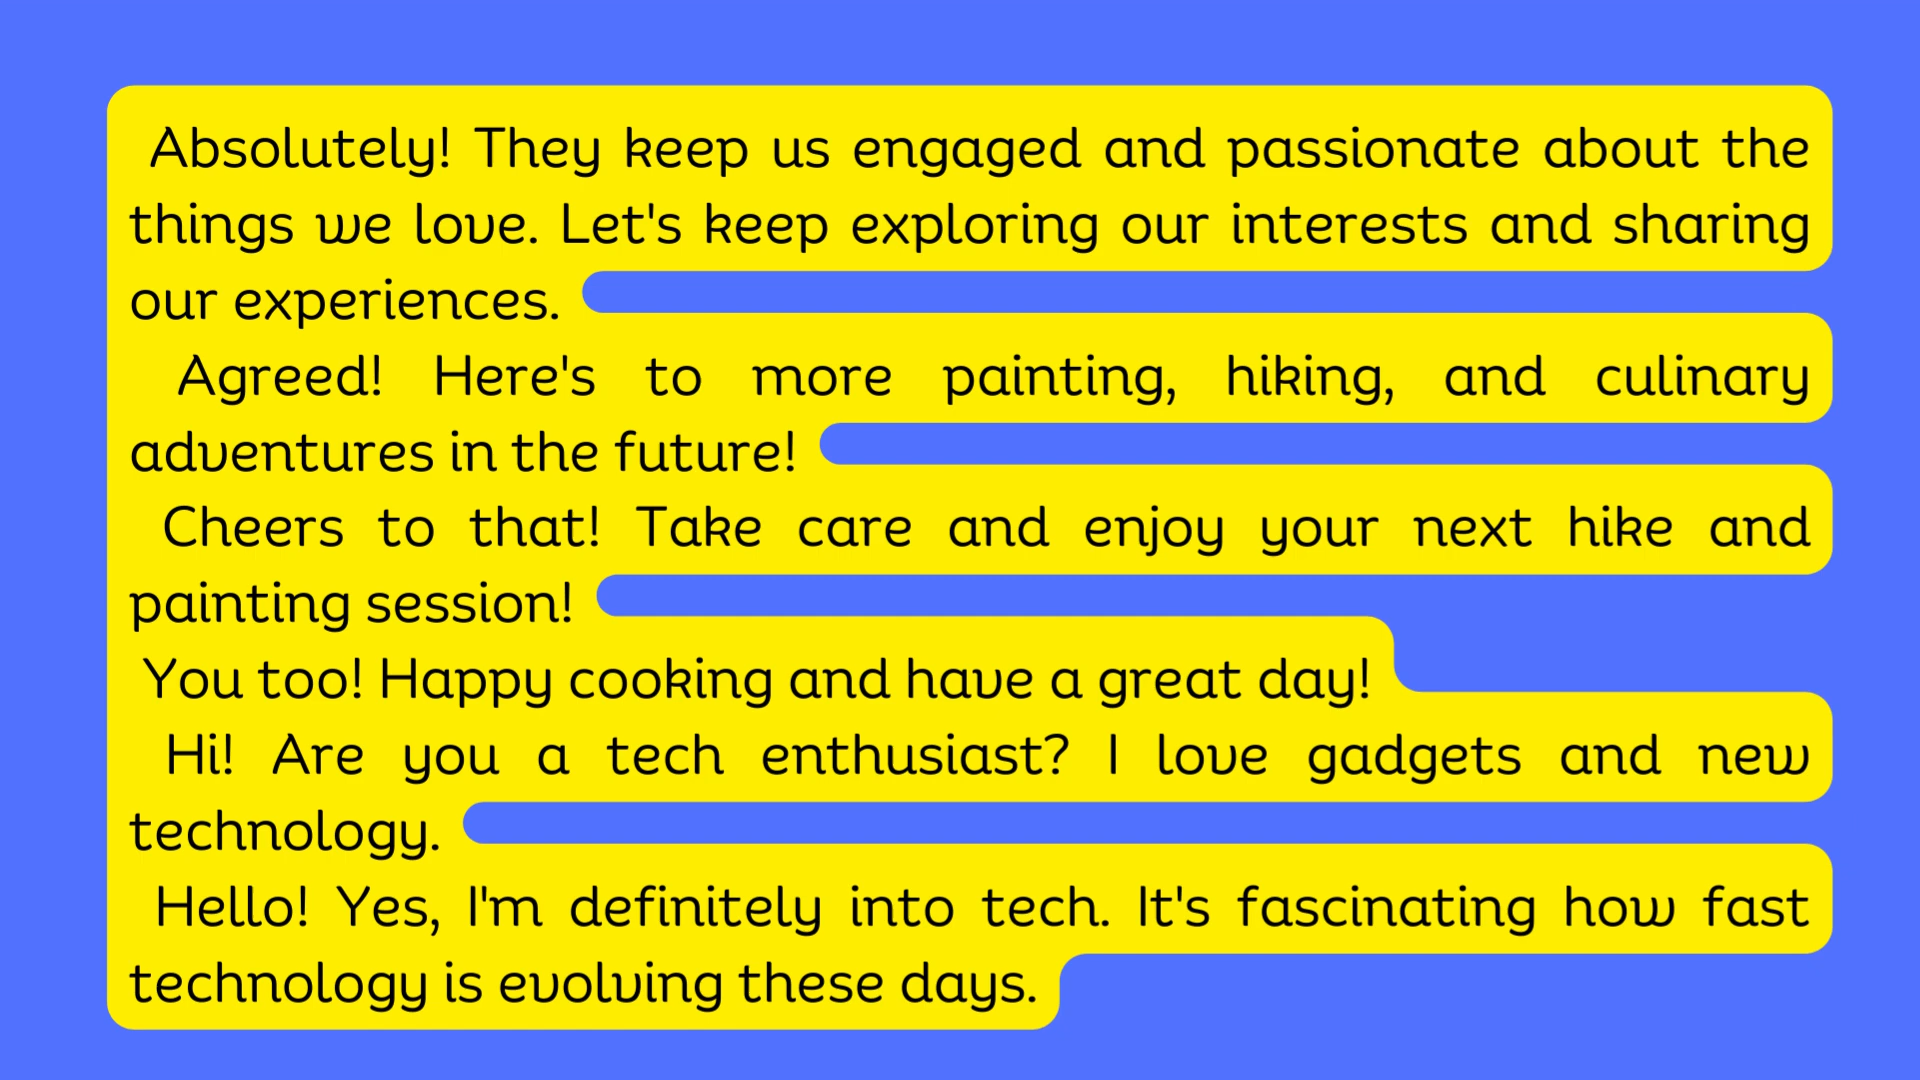 Absolutely! They keep us engaged and passionate about the
things we love. Let's keep exploring our interests and sharing
our experiences.
Agreed! Here's to more painting, hiking, and culinary
adventures in the future!
Cheers to that! Take care and enjoy your next hike and
painting session!
You too! Happy cooking and have a great day!
Hi! Are you a tech enthusiast? I love gadgets and new
technology.
Hello! Yes, I'm definitely into tech. It's fascinating how fast
technology is evolving these days.